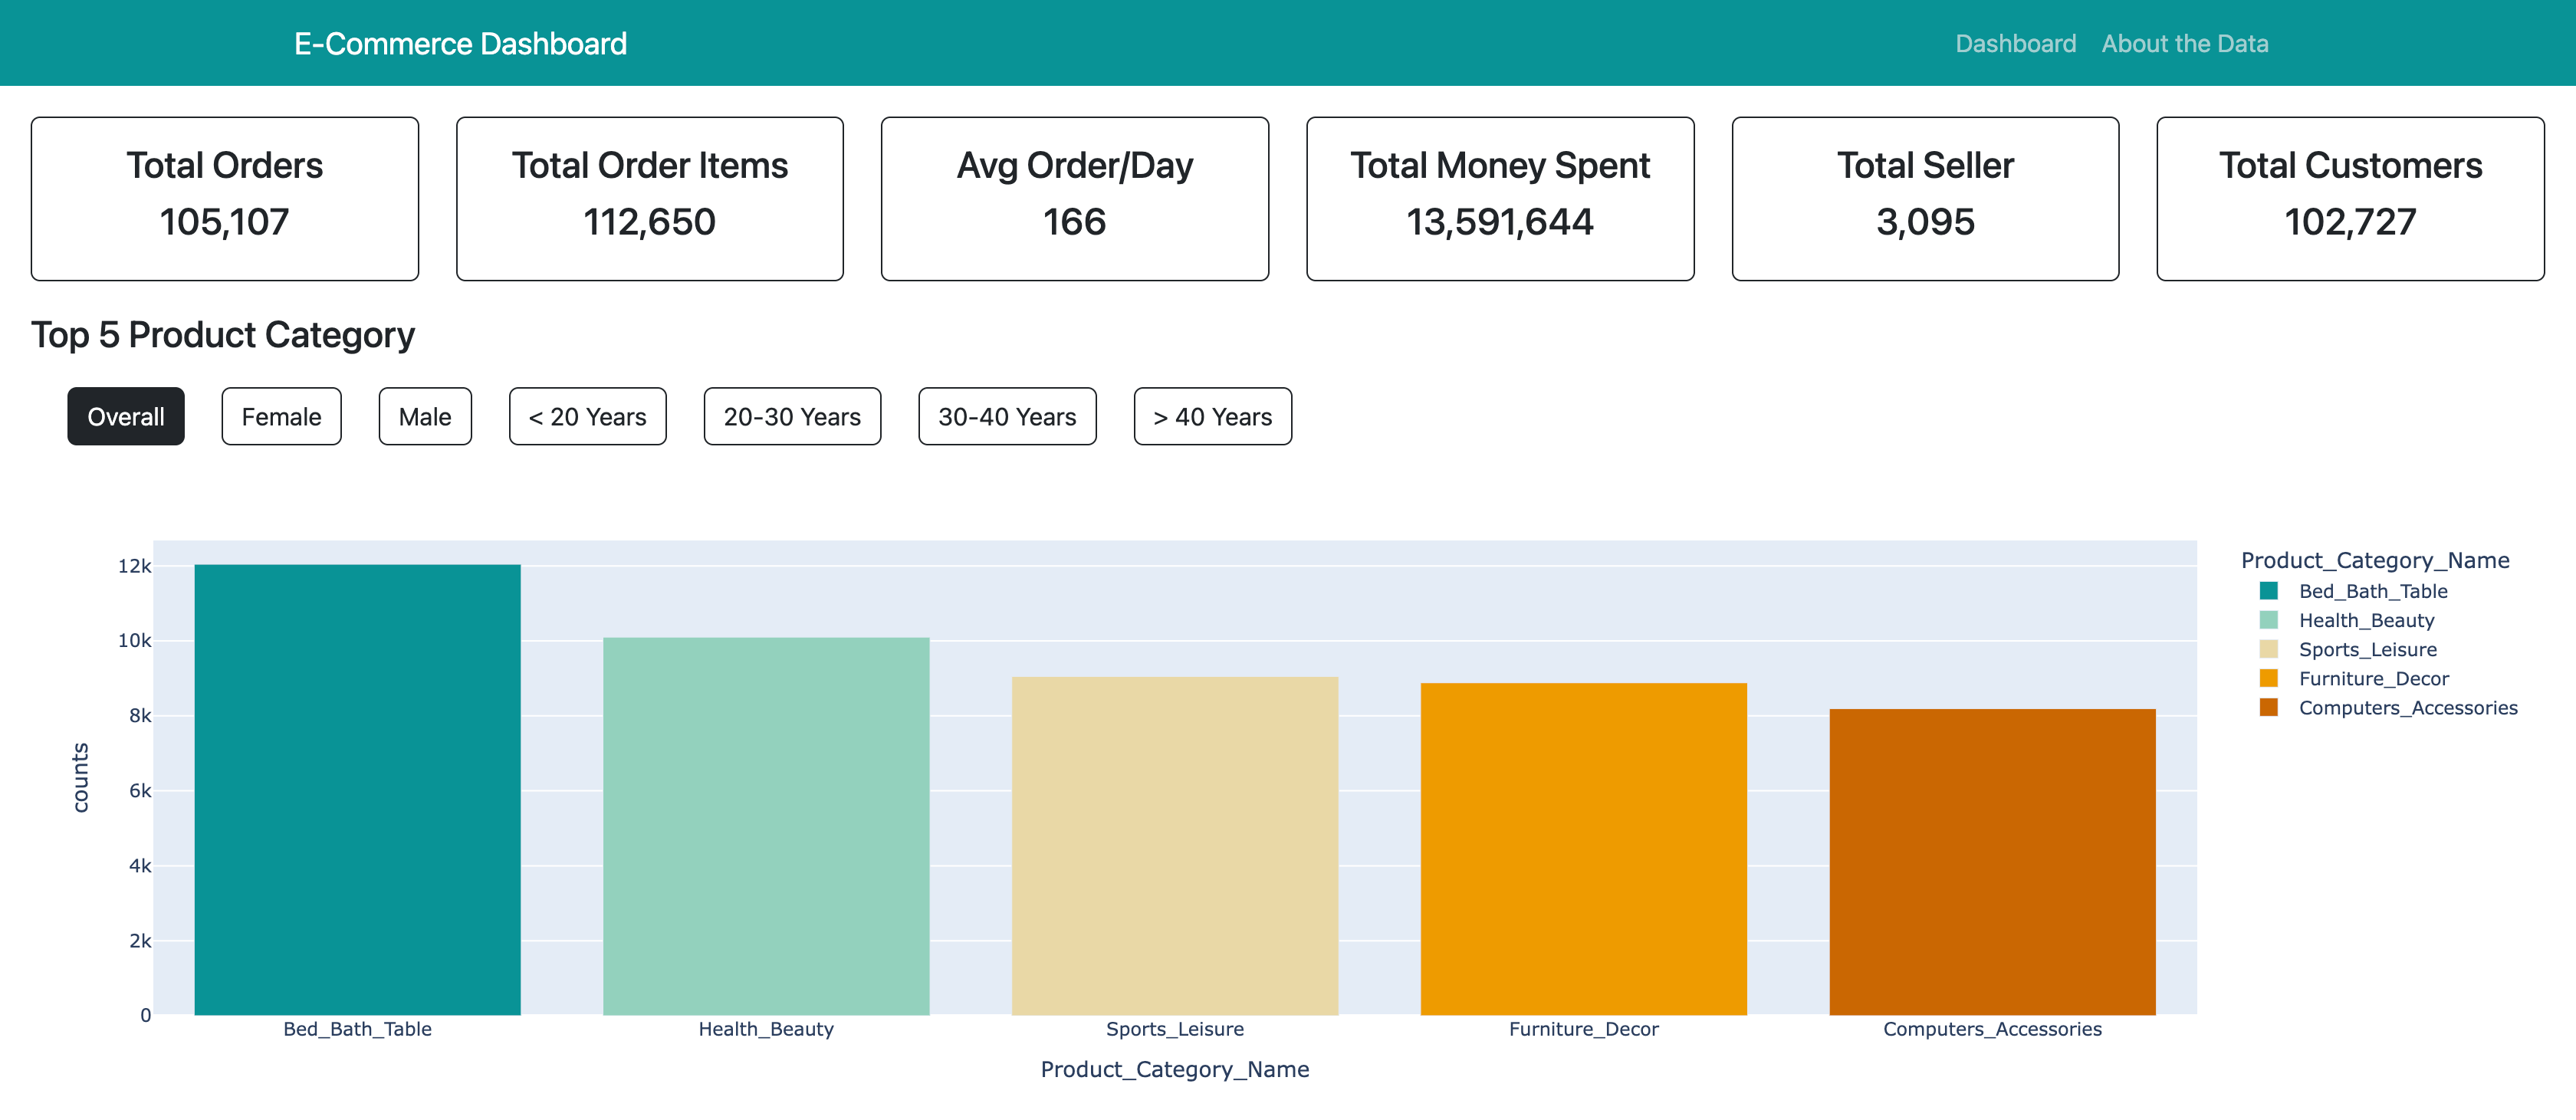 E-Commerce Dashboard
Dashboard About the Data
Total Orders
105,107
Total Order Items
112,650
Avg Order/Day
166
Total Money Spent
13,591,644
Total Seller
3,095
Total Customers
102,727
Top 5 Product Category
Overall Female Male < 20 Years 20-30 Years 30-40 Years > 40 Years
12k
10k
8k
6k
4k
2k
0
counts
Bed_Bath_Table Health_Beauty Sports_Leisure Furniture_Decor Computers_Accessories
Product_Category_Name
Product_Category_Name
Bed_Bath_Table
Health_Beauty
Sports_Leisure
Furniture_Decor
Computers_Accessories